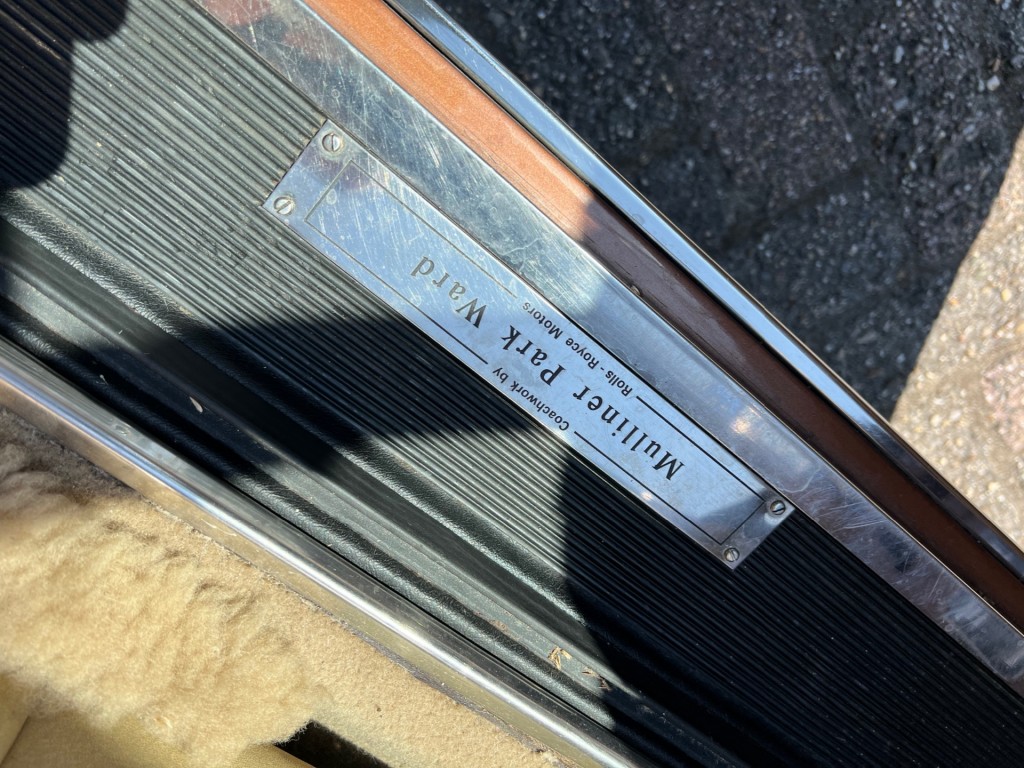 Coachwork by
Mulliner Park Ward
Rolls - Royce Motors